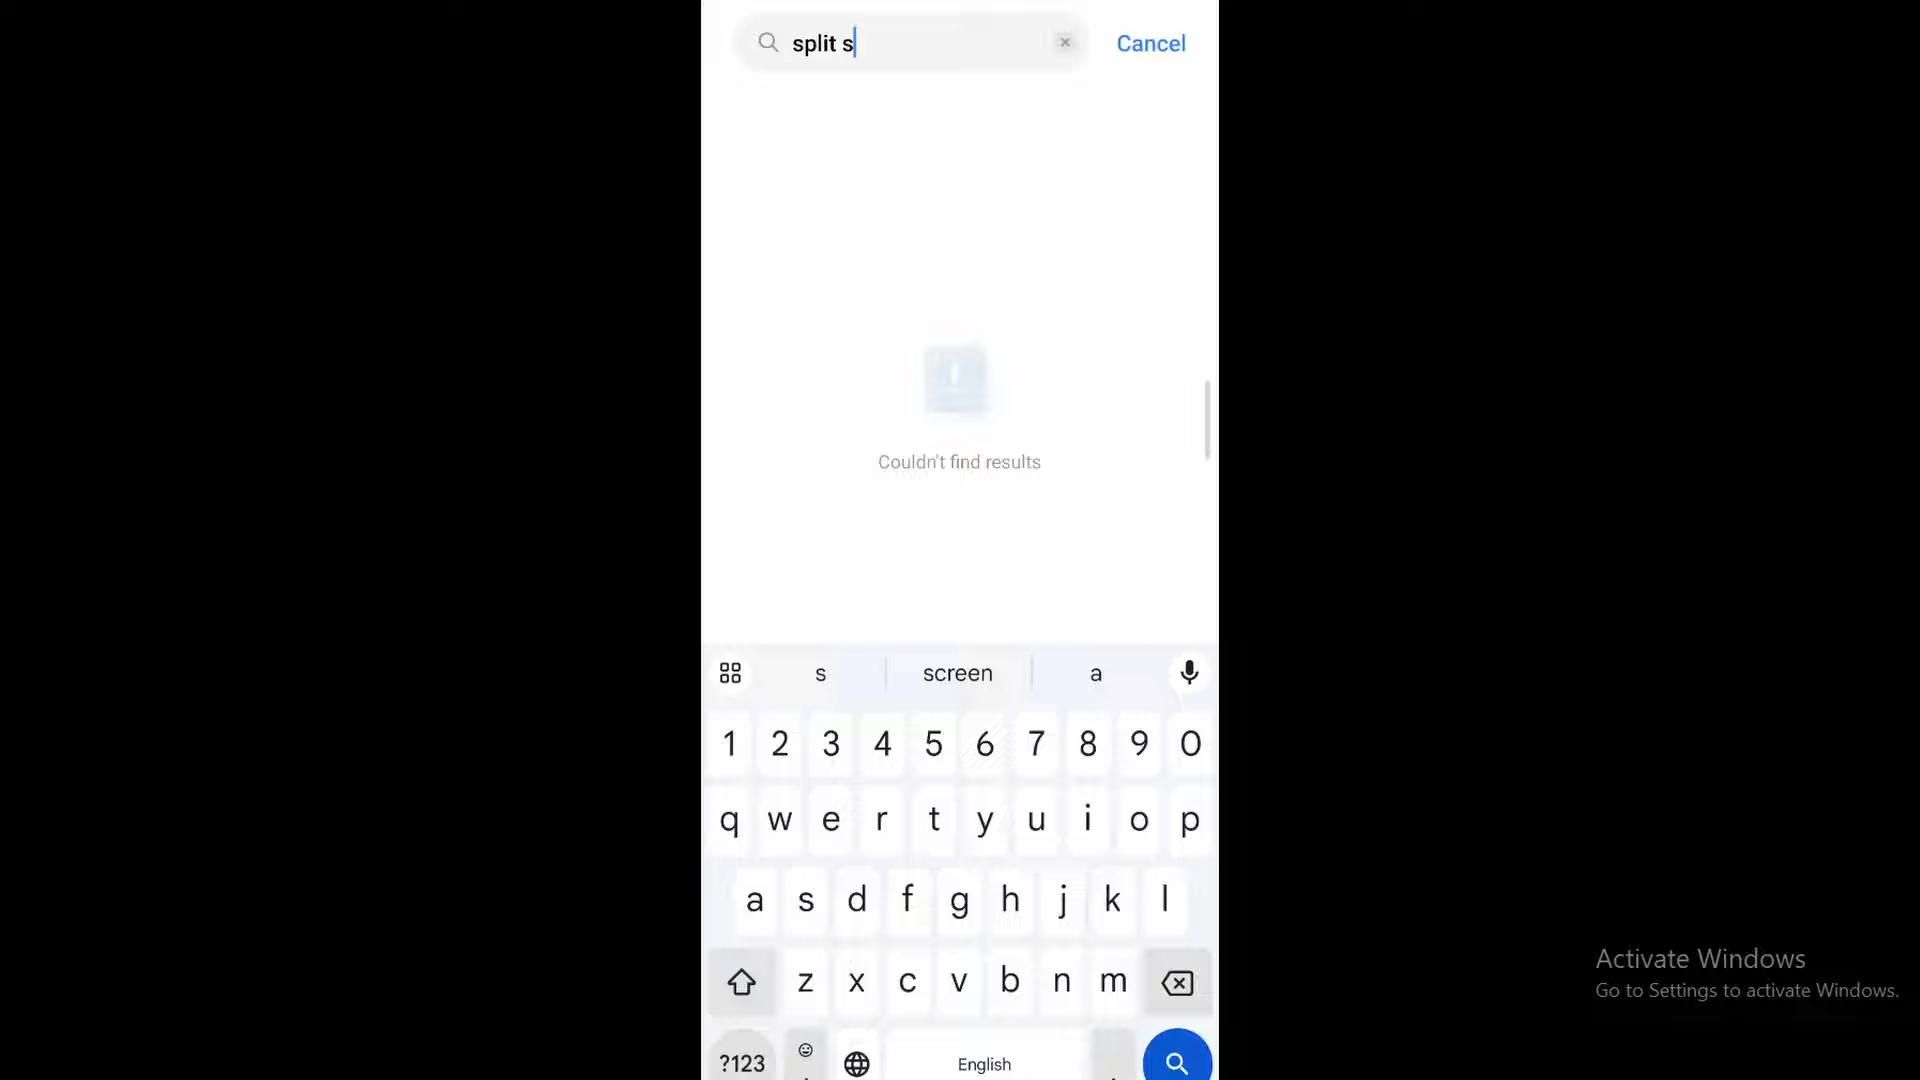 split s
Cancel
Couldn't find results
s screen a
1 2 3 4 5 6 7 8 9 0
q w e r t y u i o p
a s d f g h j k l
z x c v b n m
?123 English
Activate Windows
Go to Settings to activate Windows.